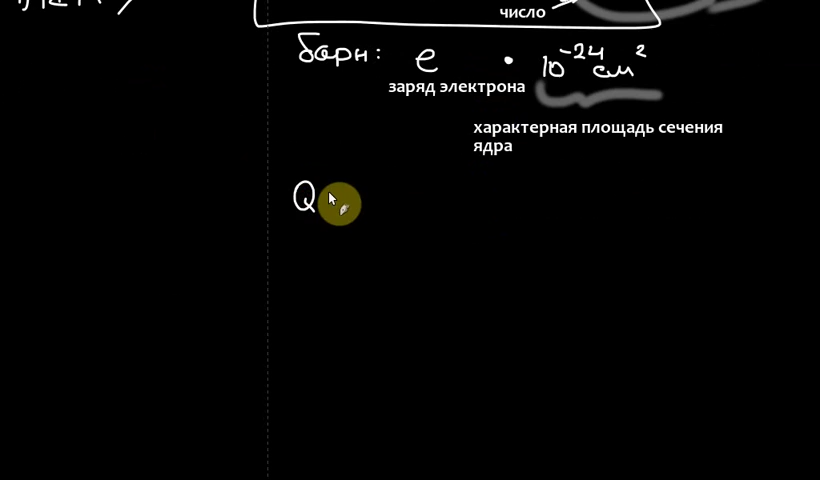 число
барн: e · 10⁻²⁴ см²
заряд электрона
характерная площадь сечения
ядра
Q